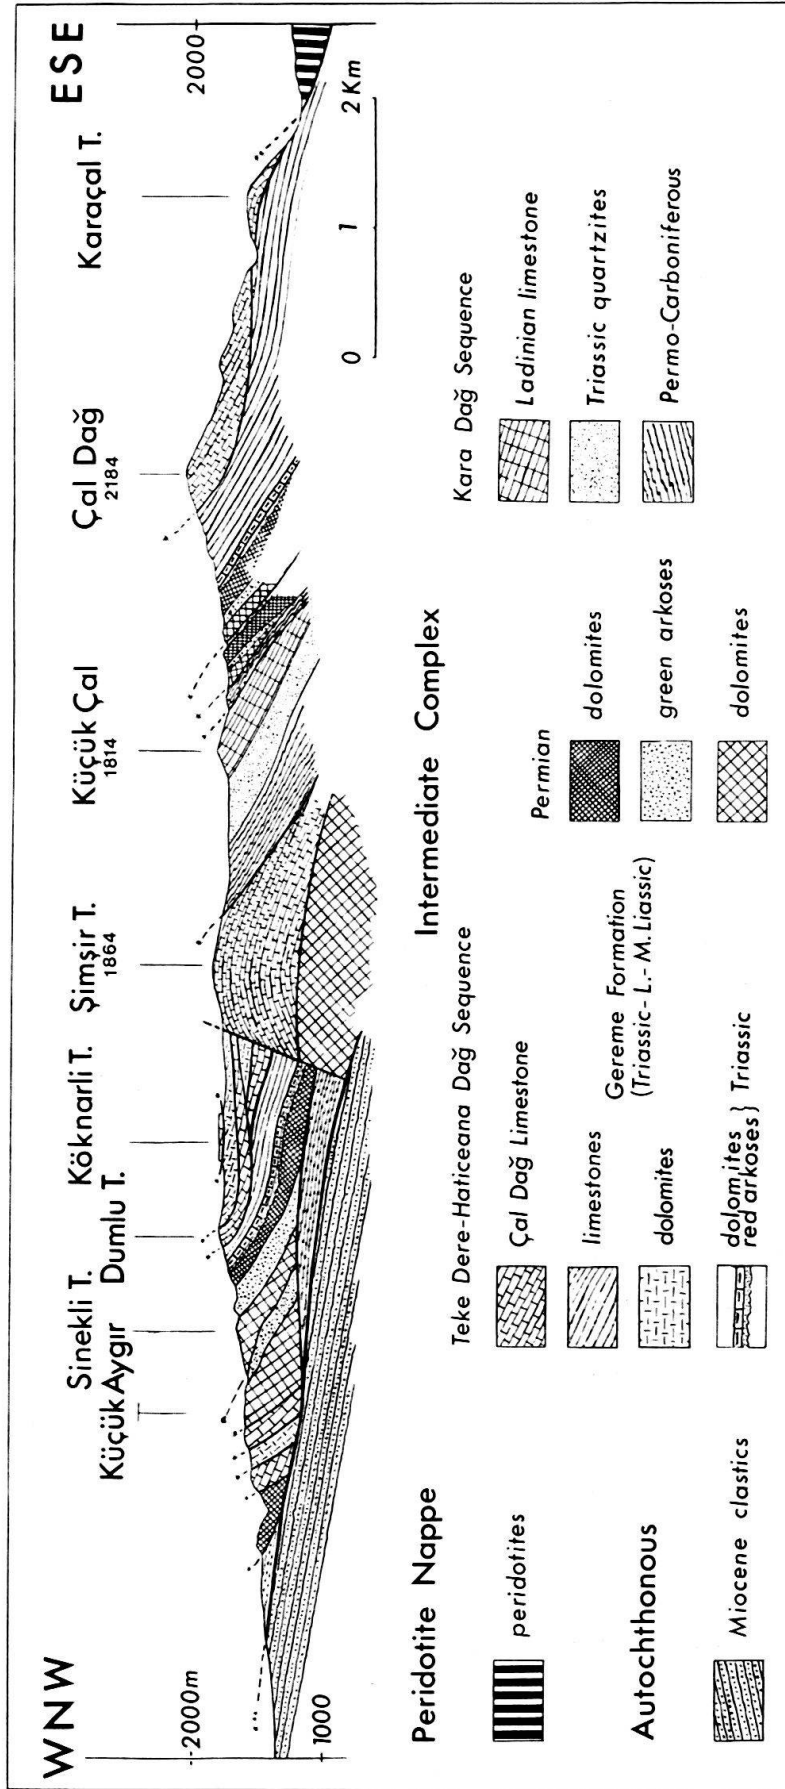 WNW
ESE
2000m
1000
2000
Küçük Aygır
Sinekli T.
Dumlu T.
Köknarli T.
Şimşir T.
1864
Küçük Çal
1814
Çal Dağ
2184
Karaçal T.
0 1 2 Km
Peridotite Nappe
peridotites
Autochthonous
Miocene clastics
Intermediate Complex
Teke Dere-Haticeana Dağ Sequence
Çal Dağ Limestone
limestones
Gereme Formation
(Triassic- L.- M. Liassic)
dolomites
dolomites
red arkoses } Triassic
Permian
dolomites
green arkoses
dolomites
Kara Dağ Sequence
Ladinian limestone
Triassic quartzites
Permo-Carboniferous